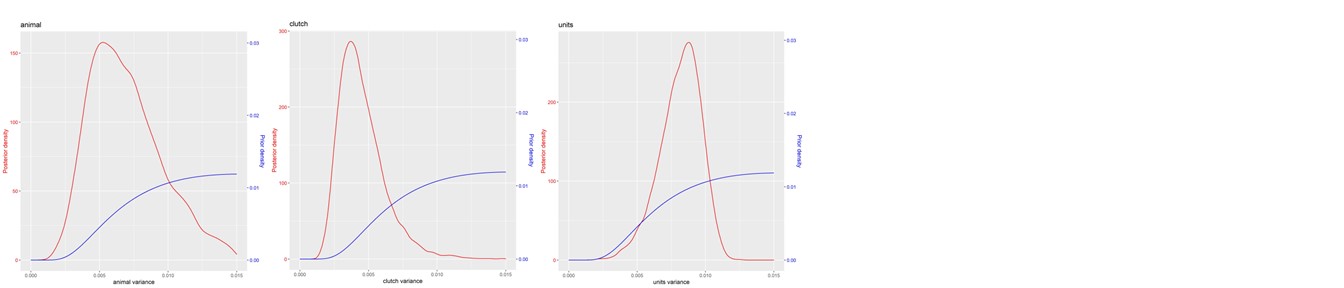 animal
Posterior density
150
100
50
0
0.03
0.02
0.01
0.00
Prior density
0.000 0.005 0.010 0.015
animal variance
clutch
Posterior density
300
200
100
0
0.03
0.02
0.01
0.00
Prior density
0.000 0.005 0.010 0.015
clutch variance
units
Posterior density
200
100
0
0.03
0.02
0.01
0.00
Prior density
0.000 0.005 0.010 0.015
units variance